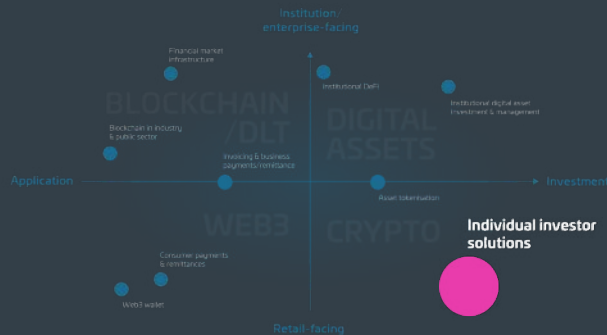 Institution/
enterprise-facing
Financial market
infrastructure
Institutional DeFi
Institutional digital asset
Investment & management
BLOCKCHAIN
/DLT
DIGITAL
ASSETS
Blockchain in industry
& public sector
Invoicing & business
payments/remittance
Application
Investment
Asset tokenisation
WEB3
CRYPTO
Individual investor
solutions
Consumer payments
& remittances
Web3 wallet
Retail-facing